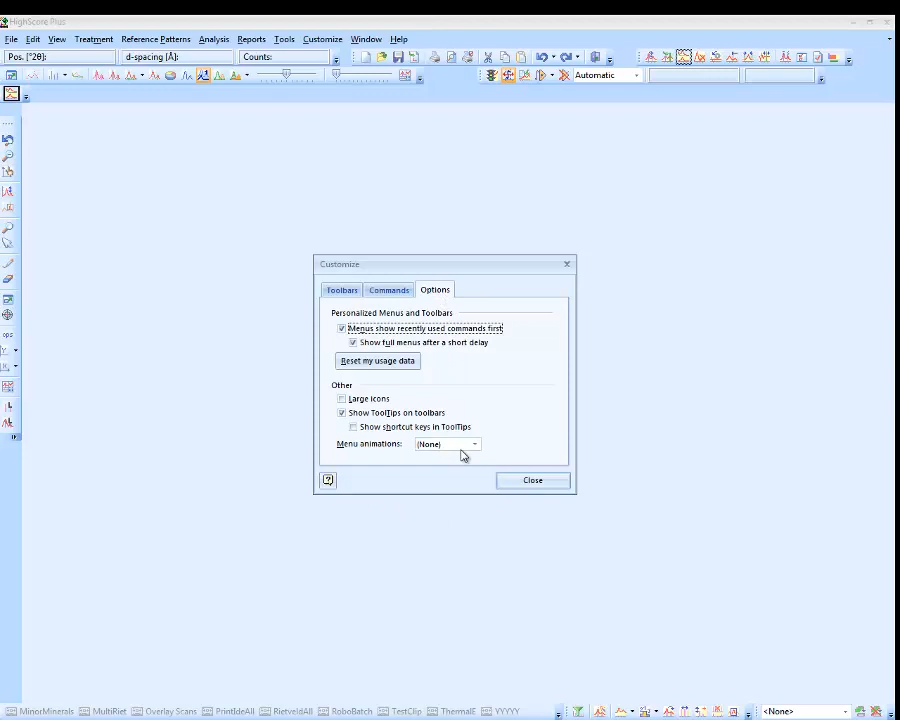 HighScore Plus
File Edit View Treatment Reference Patterns Analysis Reports Tools Customize Window Help
Pos. [°2θ]: d-spacing [Å]: Counts:
Automatic
Customize
Toolbars Commands Options
Personalized Menus and Toolbars
Menus show recently used commands first
Show full menus after a short delay
Reset my usage data
Other
Large icons
Show ToolTips on toolbars
Show shortcut keys in ToolTips
Menu animations: (None)
Close
OPS
MinorMinerals MultiRiet Overlay Scans PrintIdeAll RietveldAll RoboBatch TestClip ThermalE YYYYY <None>